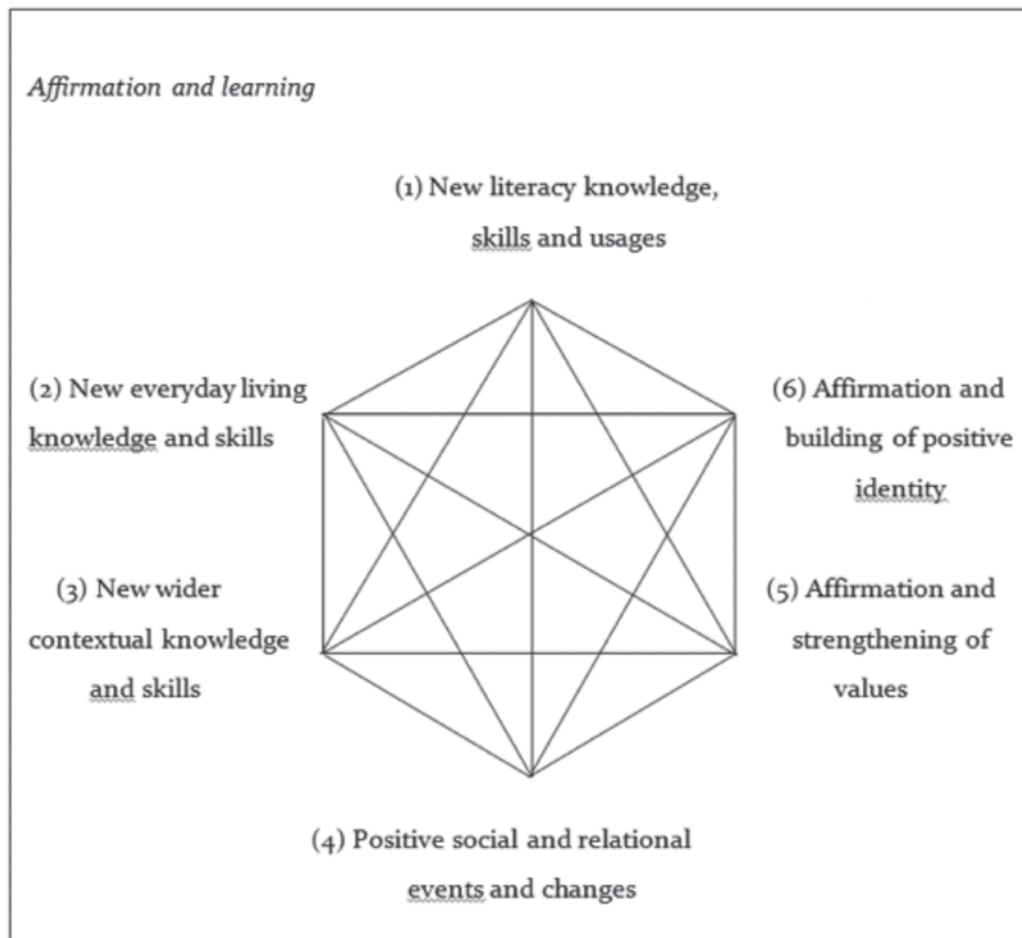 Affirmation and learning
(1) New literacy knowledge,
skills and usages
(2) New everyday living
knowledge and skills
(6) Affirmation and
building of positive
identity
(3) New wider
contextual knowledge
and skills
(5) Affirmation and
strengthening of
values
(4) Positive social and relational
events and changes